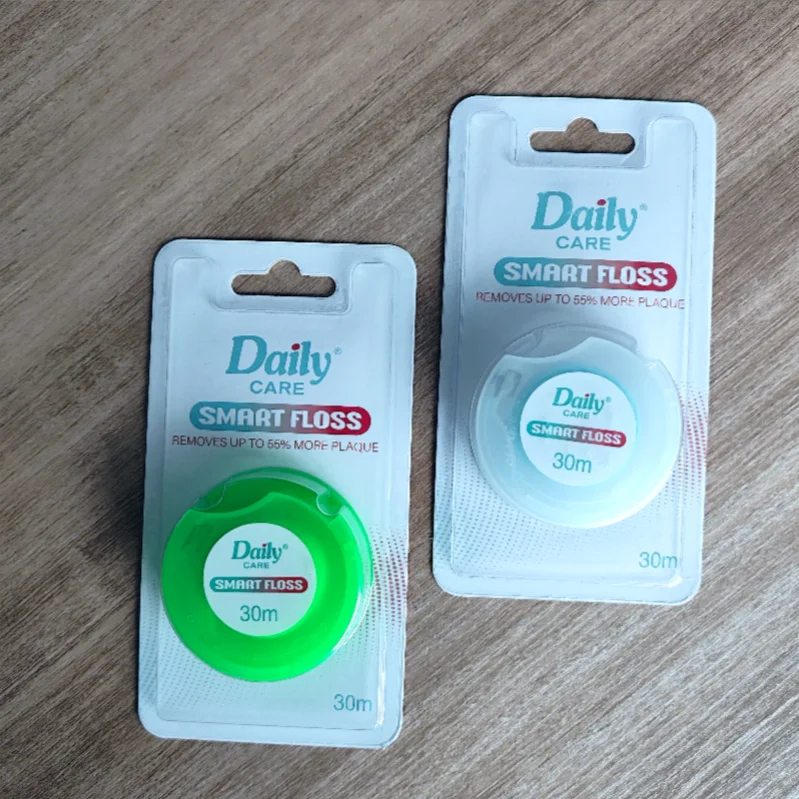 Daily®
CARE
SMART FLOSS
REMOVES UP TO 55% MORE PLAQUE
Daily®
CARE
SMART FLOSS
30m
30m
Daily®
CARE
SMART FLOSS
REMOVES UP TO 55% MORE PLAQUE
Daily®
CARE
SMART FLOSS
30m
30m